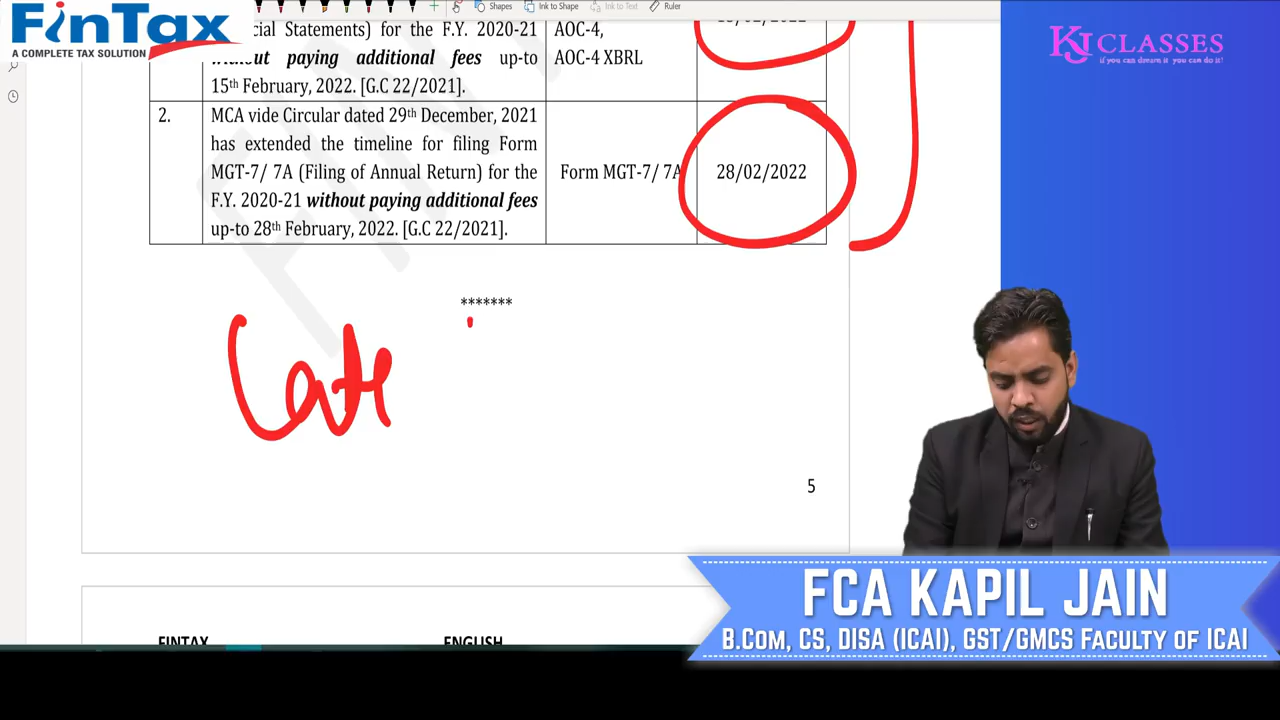 FinTax
A COMPLETE TAX SOLUTION
Shapes
Ink to Shape
Ink to Text
Ruler
KJ CLASSES
if you can dream it you can do it!
cial Statements) for the F.Y. 2020-21
without paying additional fees up-to
15th February, 2022. [G.C 22/2021].
AOC-4,
AOC-4 XBRL
2.
MCA vide Circular dated 29th December, 2021
has extended the timeline for filing Form
MGT-7/ 7A (Filing of Annual Return) for the
F.Y. 2020-21 without paying additional fees
up-to 28th February, 2022. [G.C 22/2021].
Form MGT-7/ 7A
28/02/2022
*******
Late
5
FINTAX
ENGLISH
FCA KAPIL JAIN
B.Com, CS, DISA (ICAI), GST/GMCS Faculty of ICAI